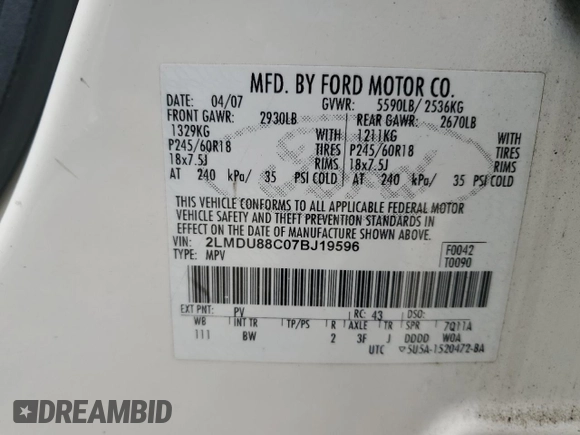 MFD. BY FORD MOTOR CO.
DATE: 04/07 GVWR: 5590LB/ 2536KG
FRONT GAWR: 2930LB REAR GAWR: 2670LB
1329KG WITH 1211KG WITH
P245/60R18 TIRES P245/60R18 TIRES
18x7.5J RIMS 18x7.5J RIMS
AT 240 kPa/ 35 PSI COLD AT 240 kPa/ 35 PSI COLD
THIS VEHICLE CONFORMS TO ALL APPLICABLE FEDERAL MOTOR
VEHICLE SAFETY AND THEFT PREVENTION STANDARDS IN
EFFECT ON THE DATE OF MANUFACTURE SHOWN ABOVE.
VIN: 2LMDU88C07BJ19596 F0042
TYPE: MPV T0090
EXT PNT: PV RC: 43 DSO:
WB INT TR TP/PS R AXLE TR SPR 7Q11A
111 BW 2 3F J DDDD W0A
UTC ▽5U5A-1520472-BA
DREAMBID